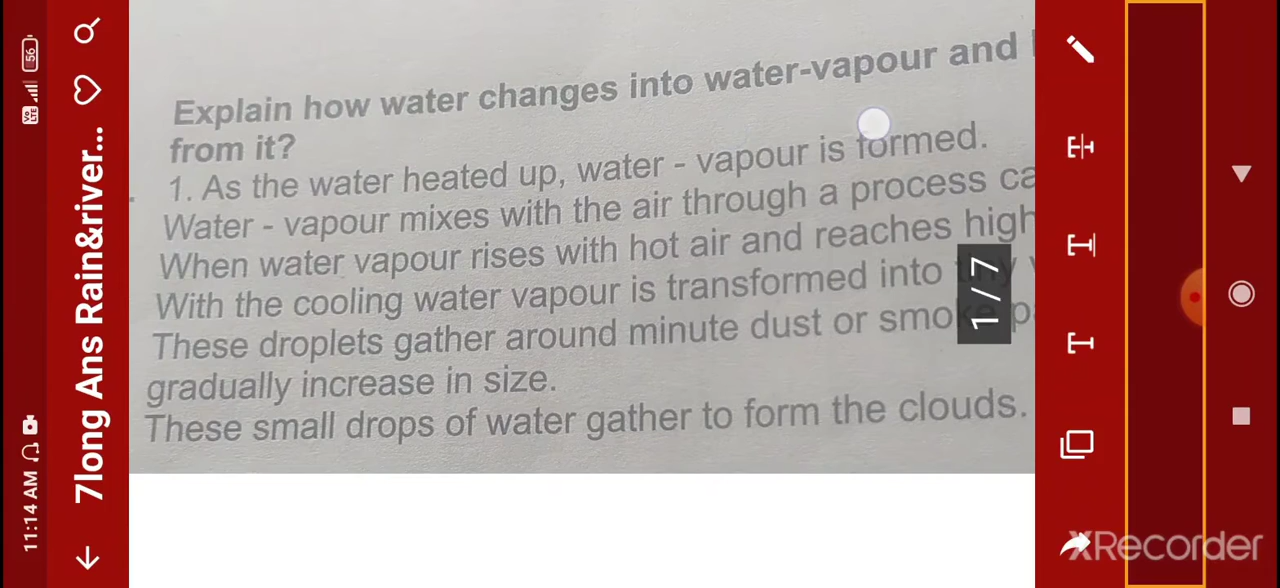 Explain how water changes into water-vapour and
from it?
1. As the water heated up, water - vapour is formed.
Water - vapour mixes with the air through a process ca
When water vapour rises with hot air and reaches high
With the cooling water vapour is transformed into
These droplets gather around minute dust or smoke
gradually increase in size.
These small drops of water gather to form the clouds.
1/7
7long Ans Rain&river...
11:14 AM
56
Vo LTE
XRecorder